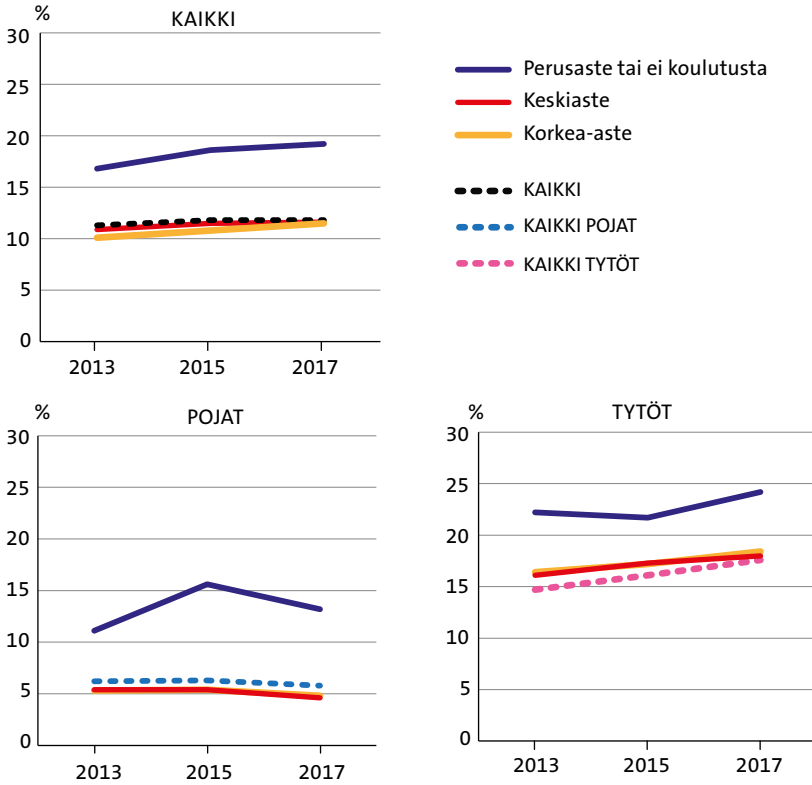 %
KAIKKI
30
25
20
15
10
5
0
2013 2015 2017
Perusaste tai ei koulutusta
Keskiaste
Korkea-aste
KAIKKI
KAIKKI POJAT
KAIKKI TYTÖT
%
POJAT
30
25
20
15
10
5
0
2013 2015 2017
%
TYTÖT
30
25
20
15
10
5
0
2013 2015 2017